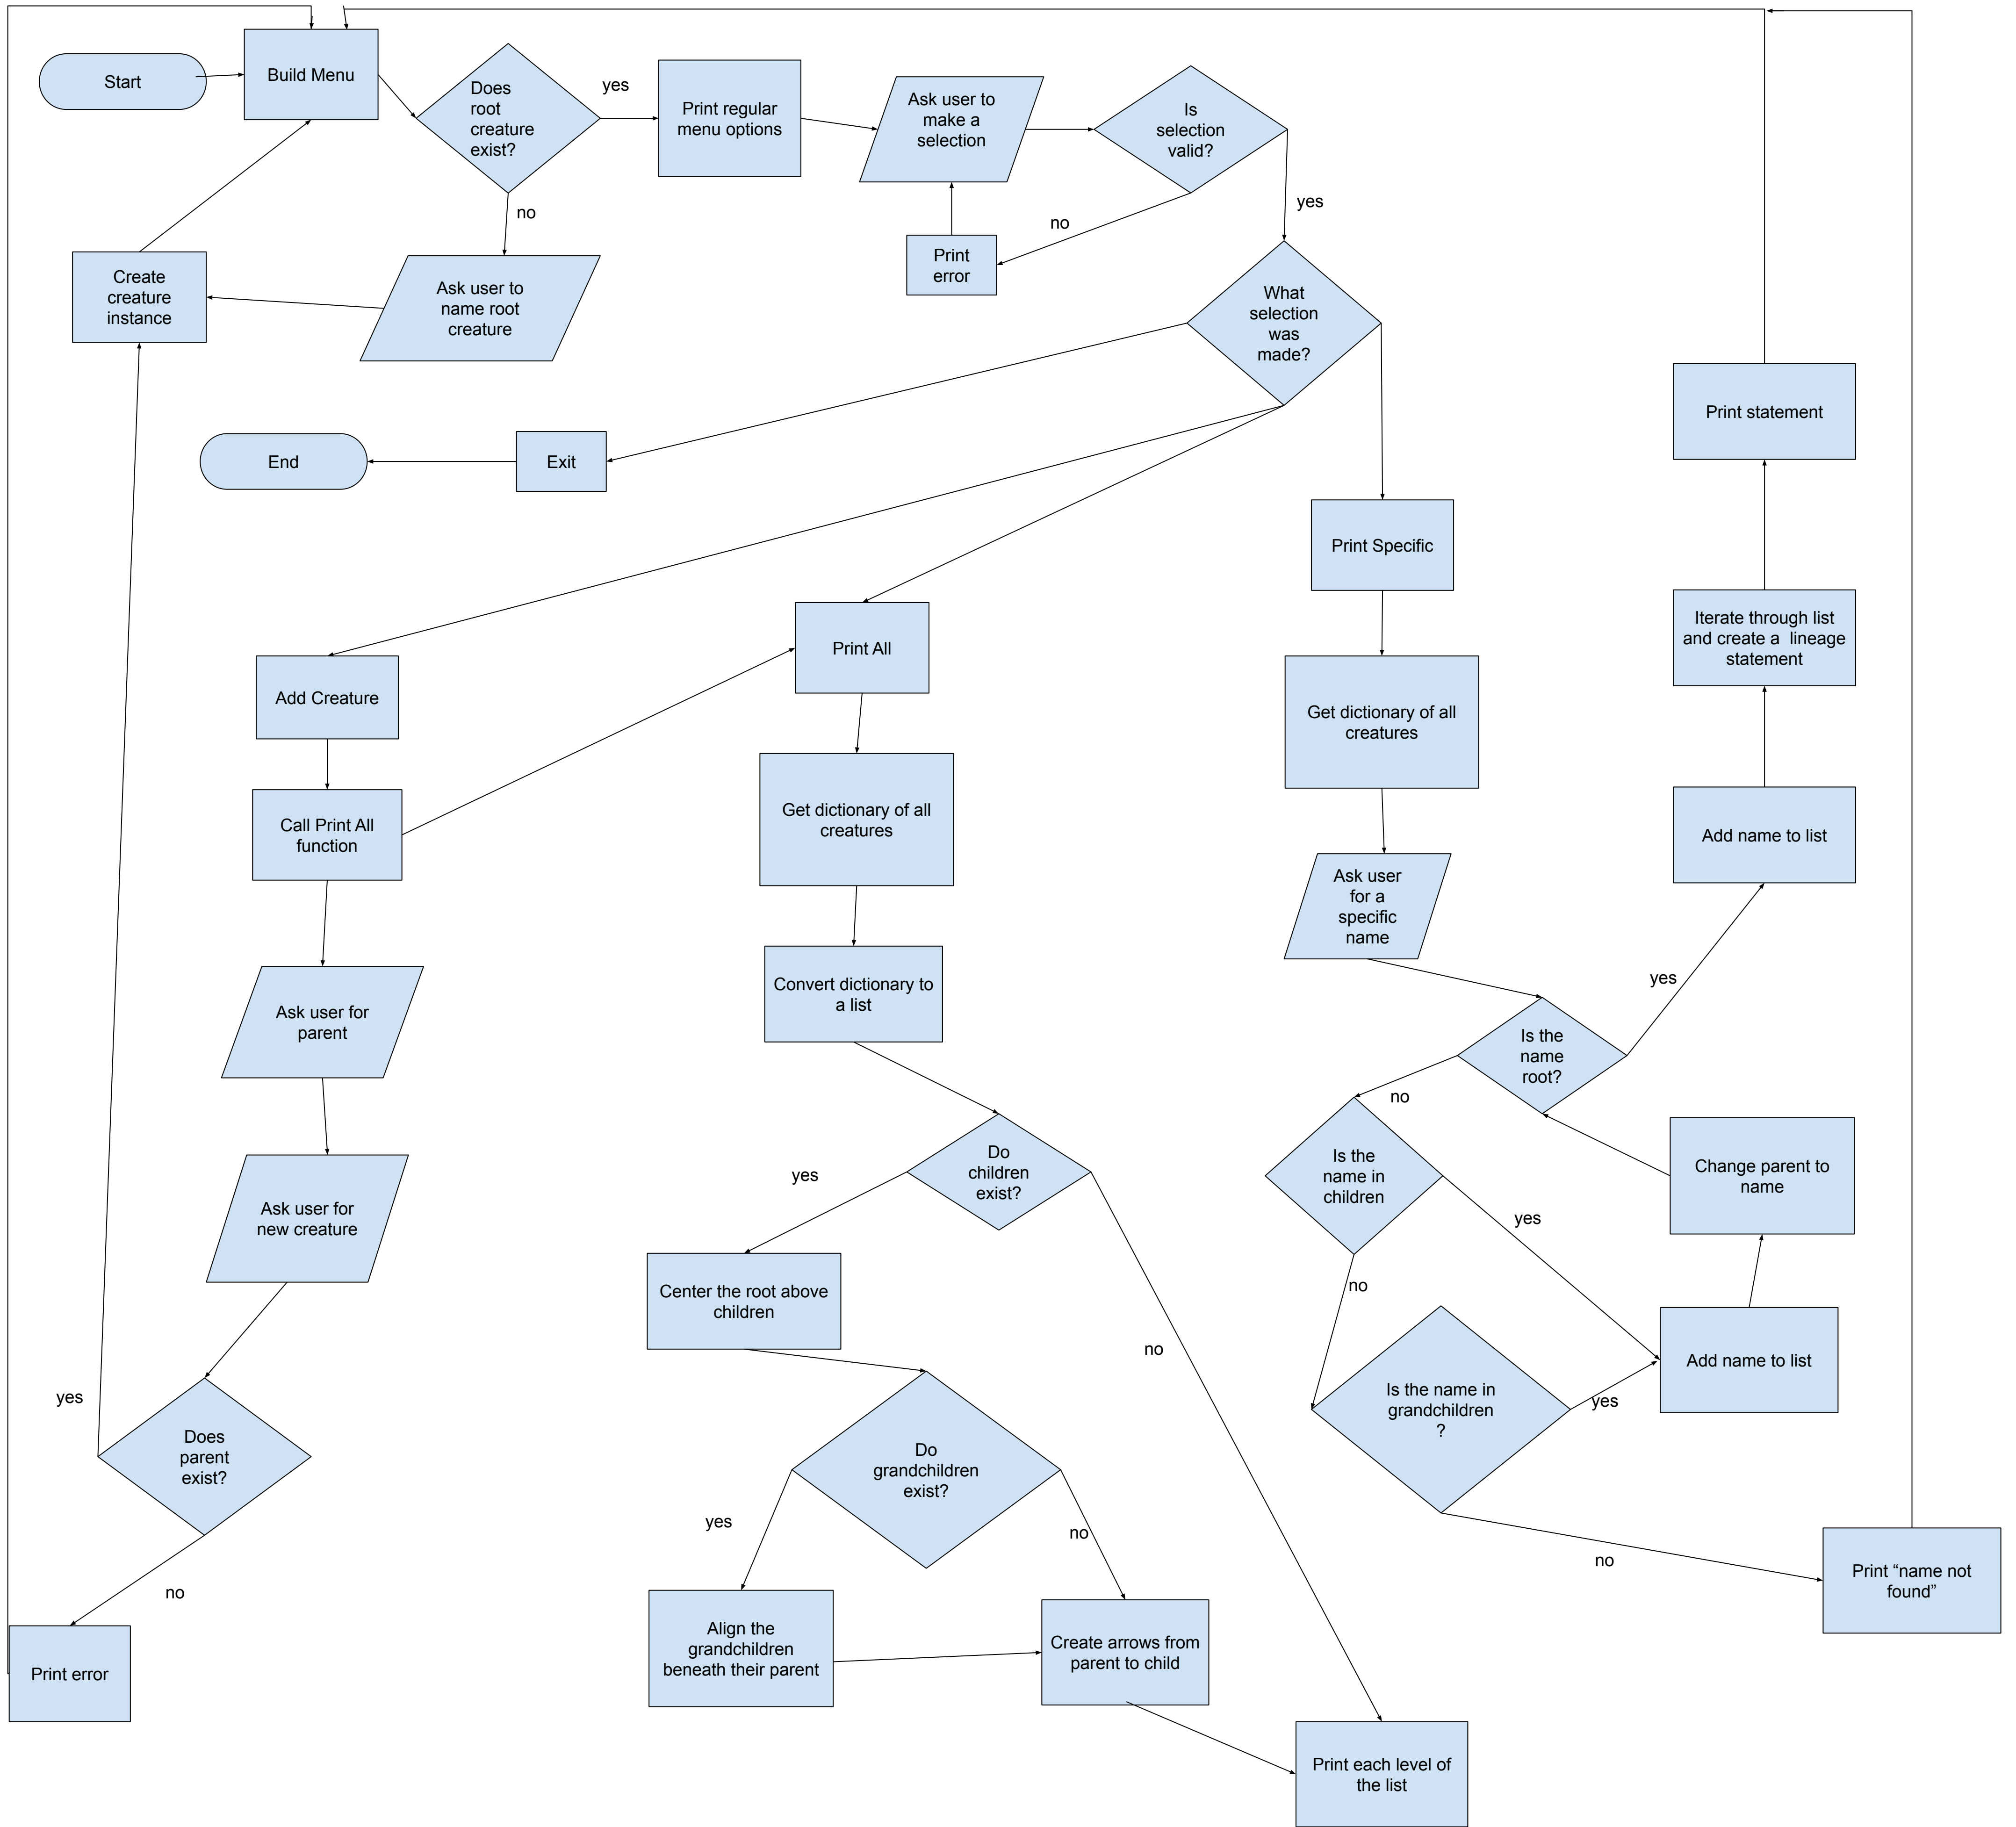 Start
Build Menu
Does
root
creature
exist?
yes
Print regular
menu options
Ask user to
make a
selection
Is
selection
valid?
no
yes
no
Print
error
Create
creature
instance
Ask user to
name root
creature
What
selection
was
made?
End
Exit
Print statement
Print Specific
Iterate through list
and create a  lineage
statement
Print All
Add Creature
Get dictionary of all
creatures
Call Print All
function
Get dictionary of all
creatures
Add name to list
Ask user
for a
specific
name
Ask user for
parent
Convert dictionary to
a list
yes
Is the
name
root?
no
Do
children
exist?
yes
Is the
name in
children
Change parent to
name
Ask user for
new creature
yes
no
Center the root above
children
no
Add name to list
yes
Is the name in
grandchildren
?
yes
Does
parent
exist?
Do
grandchildren
exist?
yes
no
no
no
Print “name not
found”
Print error
Align the
grandchildren
beneath their parent
Create arrows from
parent to child
Print each level of
the list